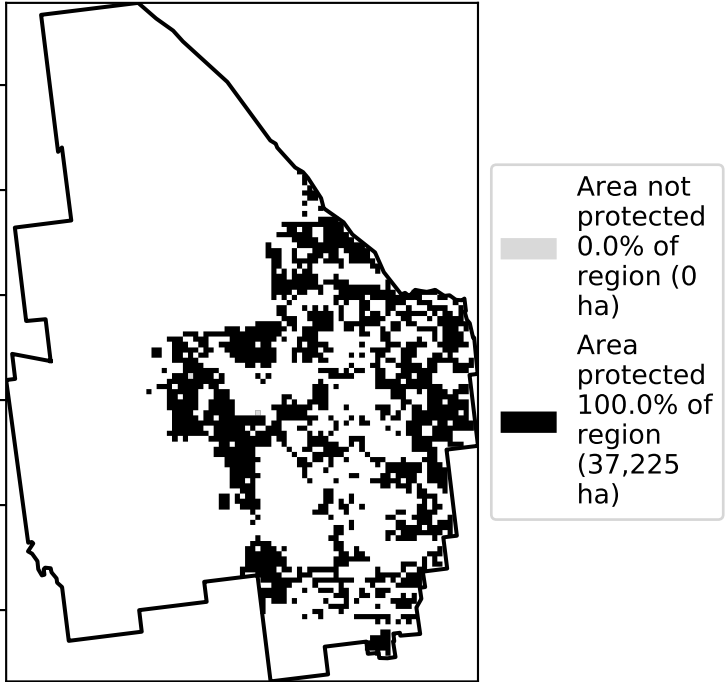 Area not
protected
0.0% of
region (0
ha)
Area
protected
100.0% of
region
(37,225
ha)